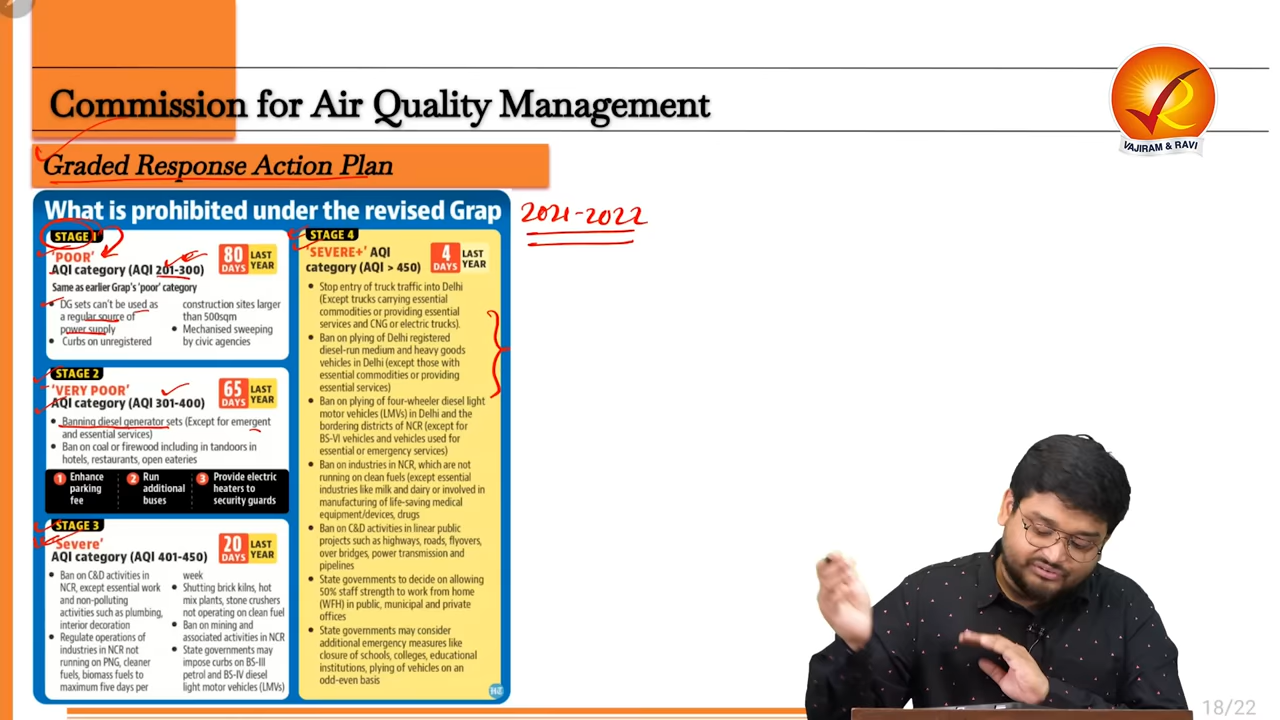 Commission for Air Quality Management
VAJIRAM & RAVI
Graded Response Action Plan
What is prohibited under the revised Grap
2021-2022
STAGE 1
'POOR'
AQI category (AQI 201-300)
80 DAYS
LAST YEAR
Same as earlier Grap's 'poor' category
• DG sets can't be used as
a regular source of
power supply
• Curbs on unregistered
construction sites larger
than 500sqm
• Mechanised sweeping
by civic agencies
STAGE 2
'VERY POOR'
AQI category (AQI 301-400)
65 DAYS
LAST YEAR
• Banning diesel generator sets (Except for emergent
and essential services)
• Ban on coal or firewood including in tandoors in
hotels, restaurants, open eateries
1 Enhance
parking
fee
2 Run
additional
buses
3 Provide electric
heaters to
security guards
STAGE 3
'Severe'
AQI category (AQI 401-450)
20 DAYS
LAST YEAR
• Ban on C&D activities in
NCR, except essential work
and non-polluting
activities such as plumbing,
interior decoration
• Regulate operations of
industries in NCR not
running on PNG, cleaner
fuels, biomass fuels to
maximum five days per
week
• Shutting brick kilns, hot
mix plants, stone crushers
not operating on clean fuel
• Ban on mining and
associated activities in NCR
• State governments may
impose curbs on BS-III
petrol and BS-IV diesel
light motor vehicles (LMVs)
STAGE 4
'SEVERE+' AQI
category (AQI > 450)
4 DAYS
LAST YEAR
• Stop entry of truck traffic into Delhi
(Except trucks carrying essential
commodities or providing essential
services and CNG or electric trucks).
• Ban on plying of Delhi registered
diesel-run medium and heavy goods
vehicles in Delhi (except those with
essential commodities or providing
essential services)
• Ban on plying of four-wheeler diesel light
motor vehicles (LMVs) in Delhi and the
bordering districts of NCR (except for
BS-VI vehicles and vehicles used for
essential or emergency services)
• Ban on industries in NCR, which are not
running on clean fuels (except essential
industries like milk and dairy or involved in
manufacturing of life-saving medical
equipment/devices, drugs
• Ban on C&D activities in linear public
projects such as highways, roads, flyovers,
over bridges, power transmission and
pipelines
• State governments to decide on allowing
50% staff strength to work from home
(WFH) in public, municipal and private
offices
• State governments may consider
additional emergency measures like
closure of schools, colleges, educational
institutions, plying of vehicles on an
odd-even basis
HT
18/22